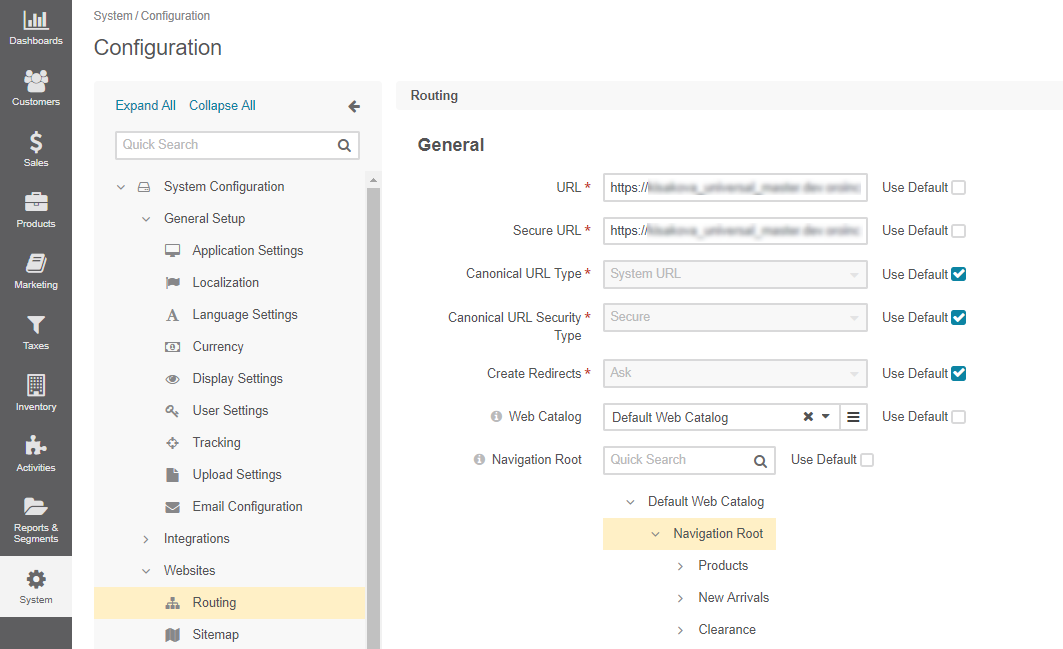 Dashboards
Customers
Sales
Products
Marketing
Taxes
Inventory
Activities
Reports &
Segments
System
System / Configuration
Configuration
Expand All Collapse All
Quick Search
System Configuration
General Setup
Application Settings
Localization
Language Settings
Currency
Display Settings
User Settings
Tracking
Upload Settings
Email Configuration
Integrations
Websites
Routing
Sitemap
Routing
General
URL * https:// Use Default
Secure URL * https:// Use Default
Canonical URL Type * System URL Use Default
Canonical URL Security * Secure Use Default
Type
Create Redirects * Ask Use Default
Web Catalog Default Web Catalog Use Default
Navigation Root Quick Search Use Default
Default Web Catalog
Navigation Root
Products
New Arrivals
Clearance